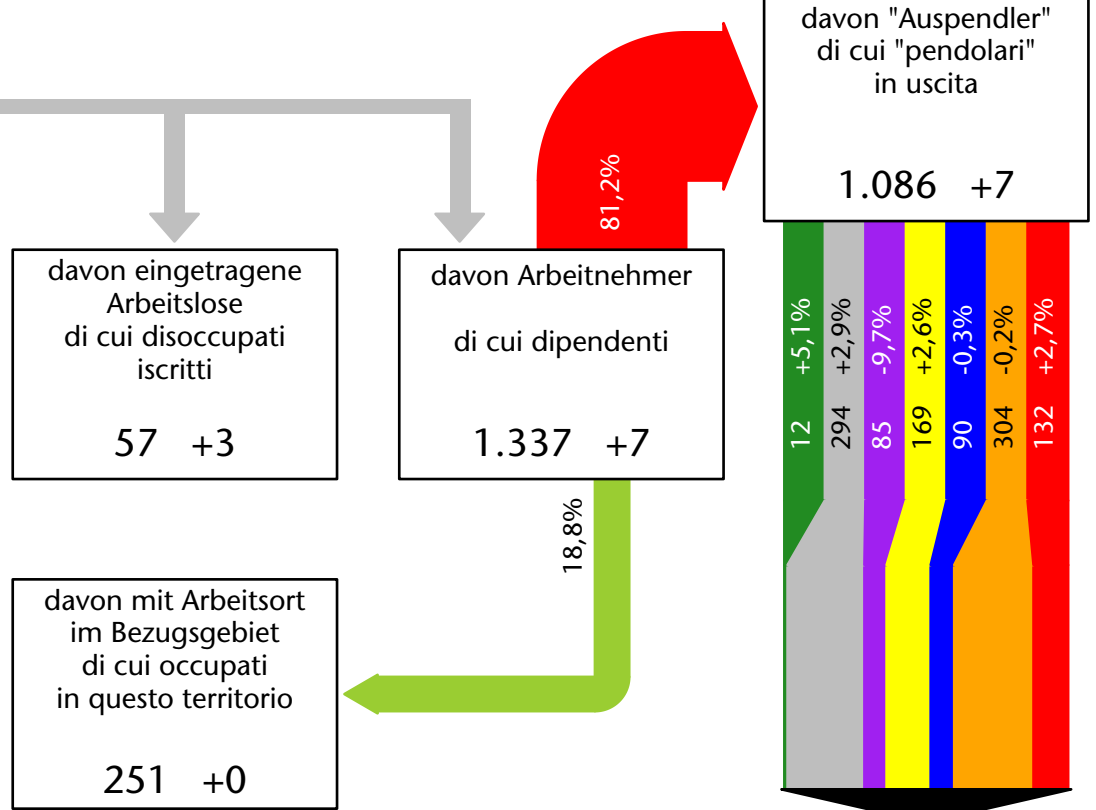 davon "Auspendler"
di cui "pendolari"
in uscita
1.086 +7
81,2%
davon eingetragene
Arbeitslose
di cui disoccupati
iscritti
57 +3
davon Arbeitnehmer
di cui dipendenti
1.337 +7
12 +5,1%
294 +2,9%
85 -9,7%
169 +2,6%
90 -0,3%
304 -0,2%
132 +2,7%
18,8%
davon mit Arbeitsort
im Bezugsgebiet
di cui occupati
in questo territorio
251 +0